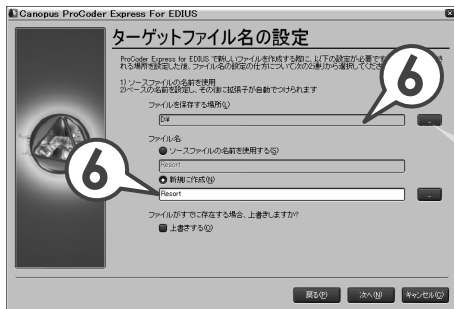 Canopus ProCoder Express For EDIUS
ターゲットファイル名の設定
ProCoder Express for EDIUS で新しいファイルを作成する際に、以下の設定が必要です
れる場所を設定した後、ファイル名の設定の仕方について次の2通りから選択してくださ
1) ソースファイルの名前を使用
2)ベースの名前を設定し、その後に拡張子が自動でつけられます
ファイルを保存する場所(L)
D:¥
...
6
ファイル名
ソースファイルの名前を使用する(S)
Resort
新規に作成(N)
6
Resort
...
ファイルがすでに存在する場合、上書きしますか?
上書きする(O)
戻る(P)
次へ(N)
キャンセル(C)